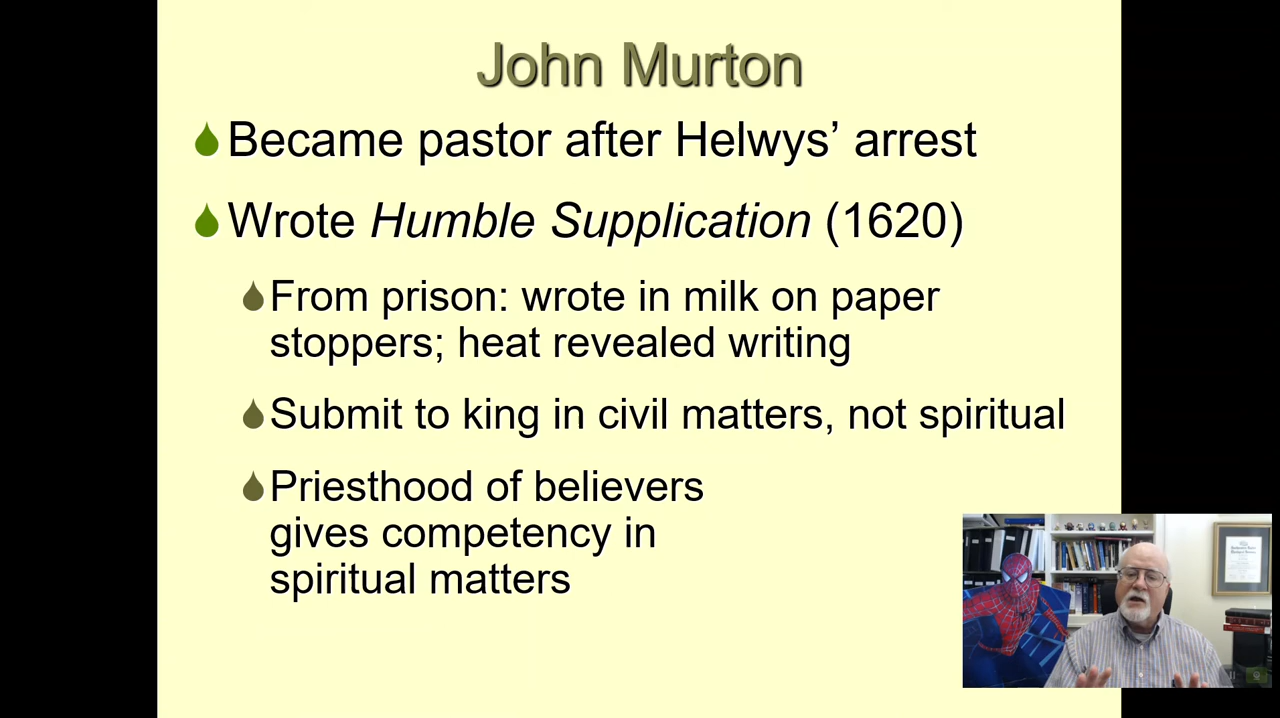 John Murton
Became pastor after Helwys’ arrest
Wrote Humble Supplication (1620)
From prison: wrote in milk on paper
stoppers; heat revealed writing
Submit to king in civil matters, not spiritual
Priesthood of believers
gives competency in
spiritual matters